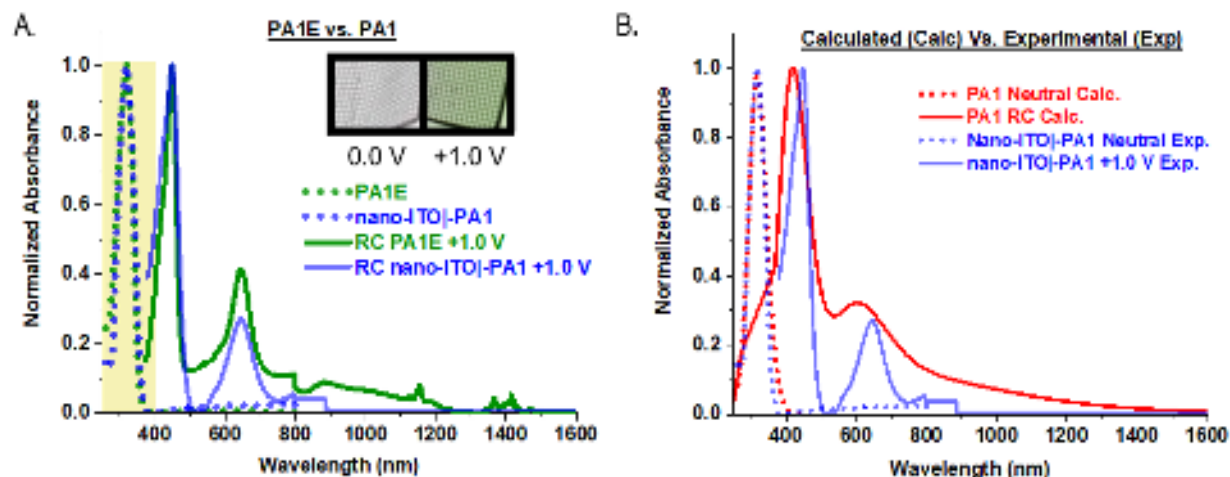 A.
PA1E vs. PA1
0.0 V
+1.0 V
PA1E
nano-ITO|-PA1
RC PA1E +1.0 V
RC nano-ITO|-PA1 +1.0 V
Normalized Absorbance
1.0
0.8
0.6
0.4
0.2
0.0
400
600
800
1000
1200
1400
1600
Wavelength (nm)
B.
Calculated (Calc) Vs. Experimental (Exp)
PA1 Neutral Calc.
PA1 RC Calc.
Nano-ITO|-PA1 Neutral Exp.
nano-ITO|-PA1 +1.0 V Exp.
Normalized Absorbance
1.0
0.8
0.6
0.4
0.2
0.0
400
600
800
1000
1200
1400
1600
Wavelength (nm)